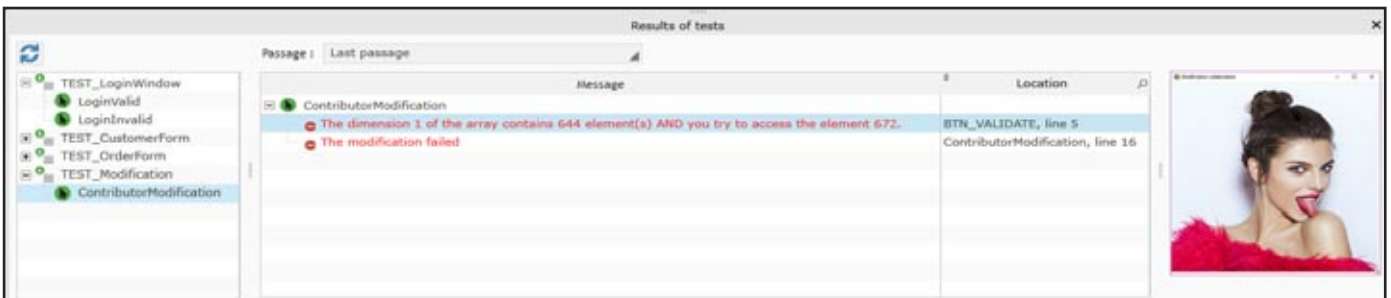 Results of tests
Passage : Last passage
Message Location
TEST_LoginWindow
LoginValid
LoginInvalid
TEST_CustomerForm
TEST_OrderForm
TEST_Modification
ContributorModification
ContributorModification
The dimension 1 of the array contains 644 element(s) AND you try to access the element 672. BTN_VALIDATE, line 5
The modification failed ContributorModification, line 16